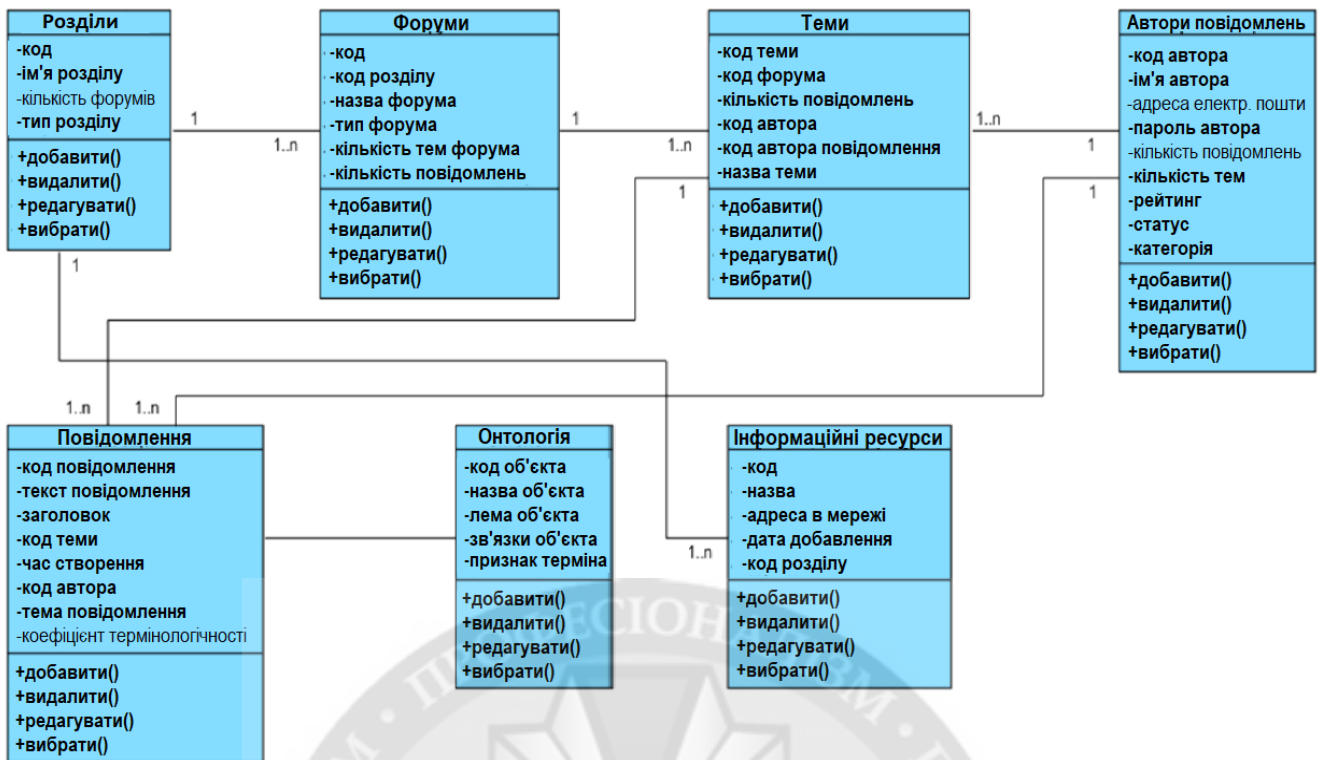 Розділи
-код
-ім'я розділу
-кількість форумів
-тип розділу
+добавити()
+видалити()
+редагувати()
+вибрати()
1
1..n
Форуми
-код
-код розділу
-назва форума
-тип форума
-кількість тем форума
-кількість повідомлень
+добавити()
+видалити()
+редагувати()
+вибрати()
1
1..n
Теми
-код теми
-код форума
-кількість повідомлень
-код автора
-код автора повідомлення
-назва теми
+добавити()
+видалити()
+редагувати()
+вибрати()
1..n
1
Автори повідомлень
-код автора
-ім'я автора
-адреса електр. пошти
-пароль автора
-кількість повідомлень
-кількість тем
-рейтинг
-статус
-категорія
+добавити()
+видалити()
+редагувати()
+вибрати()
1
1
1
1..n
1..n
Повідомлення
-код повідомлення
-текст повідомлення
-заголовок
-код теми
-час створення
-код автора
-тема повідомлення
-коефіцієнт термінологічності
+добавити()
+видалити()
+редагувати()
+вибрати()
Онтологія
-код об'єкта
-назва об'єкта
-лема об'єкта
-зв'язки об'єкта
-признак терміна
+добавити()
+видалити()
+редагувати()
+вибрати()
1..n
Інформаційні ресурси
-код
-назва
-адреса в мережі
-дата добавлення
-код розділу
+добавити()
+видалити()
+редагувати()
+вибрати()
ПРОФЕСІОНАЛІЗМ